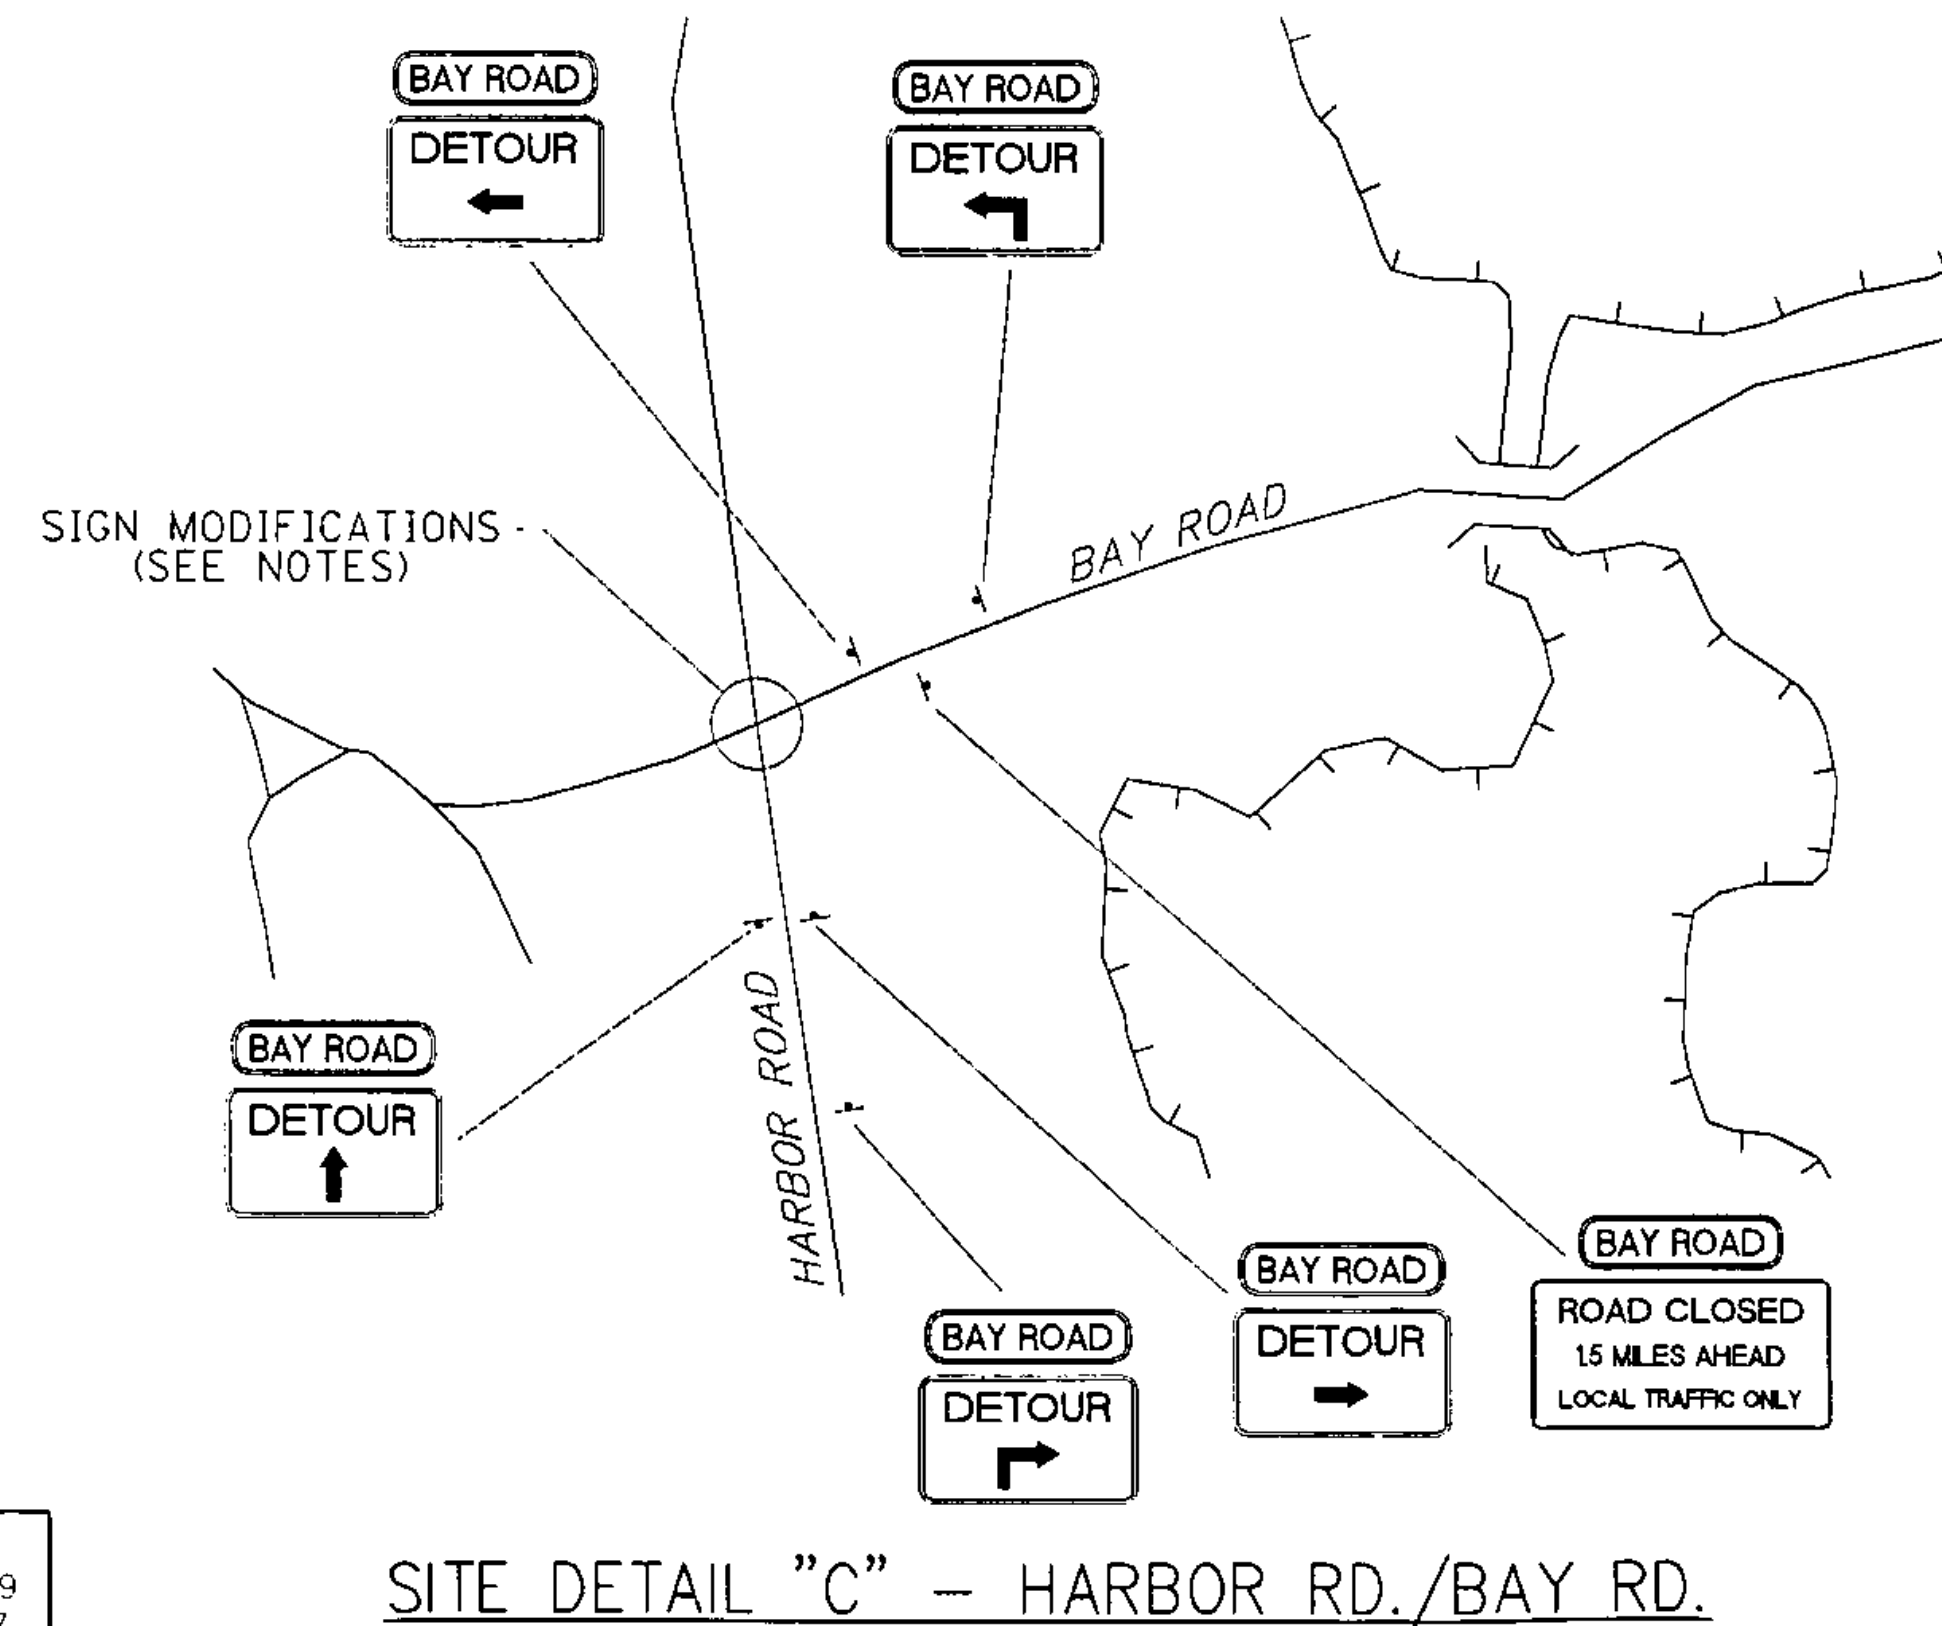 BAY ROAD
DETOUR
BAY ROAD
DETOUR
SIGN MODIFICATIONS
(SEE NOTES)
BAY ROAD
HARBOR ROAD
BAY ROAD
DETOUR
BAY ROAD
DETOUR
BAY ROAD
DETOUR
BAY ROAD
ROAD CLOSED
1.5 MILES AHEAD
LOCAL TRAFFIC ONLY
9
7
SITE DETAIL "C" - HARBOR RD./BAY RD.